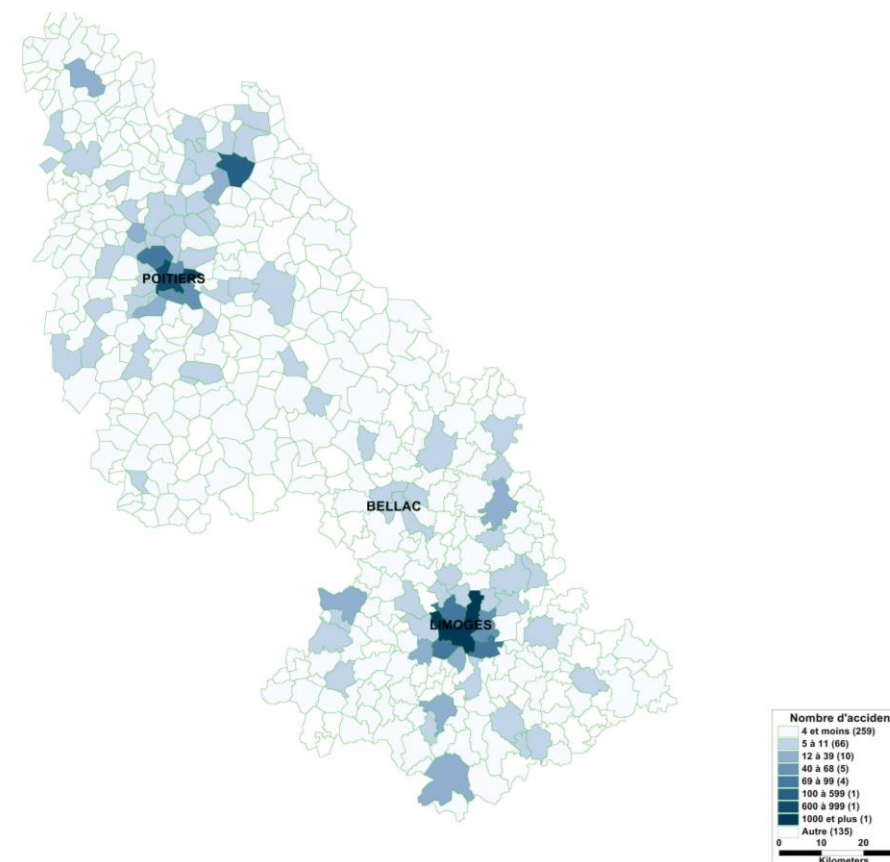 POITIERS
BELLAC
LIMOGES
Nombre d'acciden
4 et moins (259)
5 à 11 (66)
12 à 39 (10)
40 à 68 (5)
69 à 99 (4)
100 à 599 (1)
600 à 999 (1)
1000 et plus (1)
Autre (135)
0 10 20
Kilometers